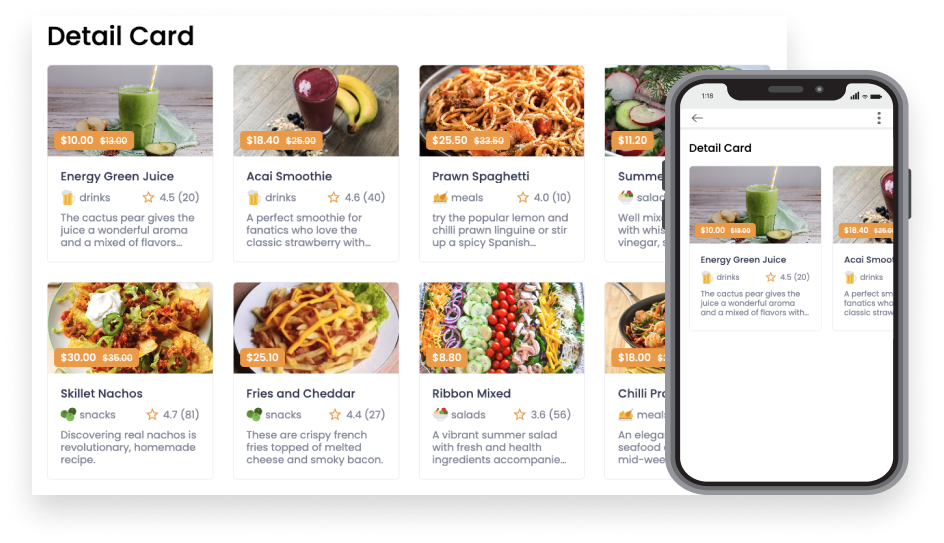 Detail Card
$10.00 $13.00
Energy Green Juice
drinks 4.5 (20)
The cactus pear gives the
juice a wonderful aroma
and a mixed of flavors...
$18.40 $25.00
Acai Smoothie
drinks 4.6 (40)
A perfect smoothie for
fanatics who love the
classic strawberry with...
$25.50 $33.50
Prawn Spaghetti
meals 4.0 (10)
try the popular lemon and
chilli prawn linguine or stir
up a spicy Spanish...
$11.20
Summe
salad
Well mix
with whis
vinegar, s
$30.00 $35.00
Skillet Nachos
snacks 4.7 (81)
Discovering real nachos is
revolutionary, homemade
recipe.
$25.10
Fries and Cheddar
snacks 4.4 (27)
These are crispy french
fries topped of melted
cheese and smoky bacon.
$8.80
Ribbon Mixed
salads 3.6 (56)
A vibrant summer salad
with fresh and health
ingredients accompanie...
$18.00
Chilli Pr
meal
An elega
seafood
mid-wee
1:18
Detail Card
$10.00 $13.00
Energy Green Juice
drinks 4.5 (20)
The cactus pear gives the
juice a wonderful aroma
and a mixed of flavors with...
$18.40 $25.0
Acai Smoot
drinks
A perfect sm
fanatics who
classic straw